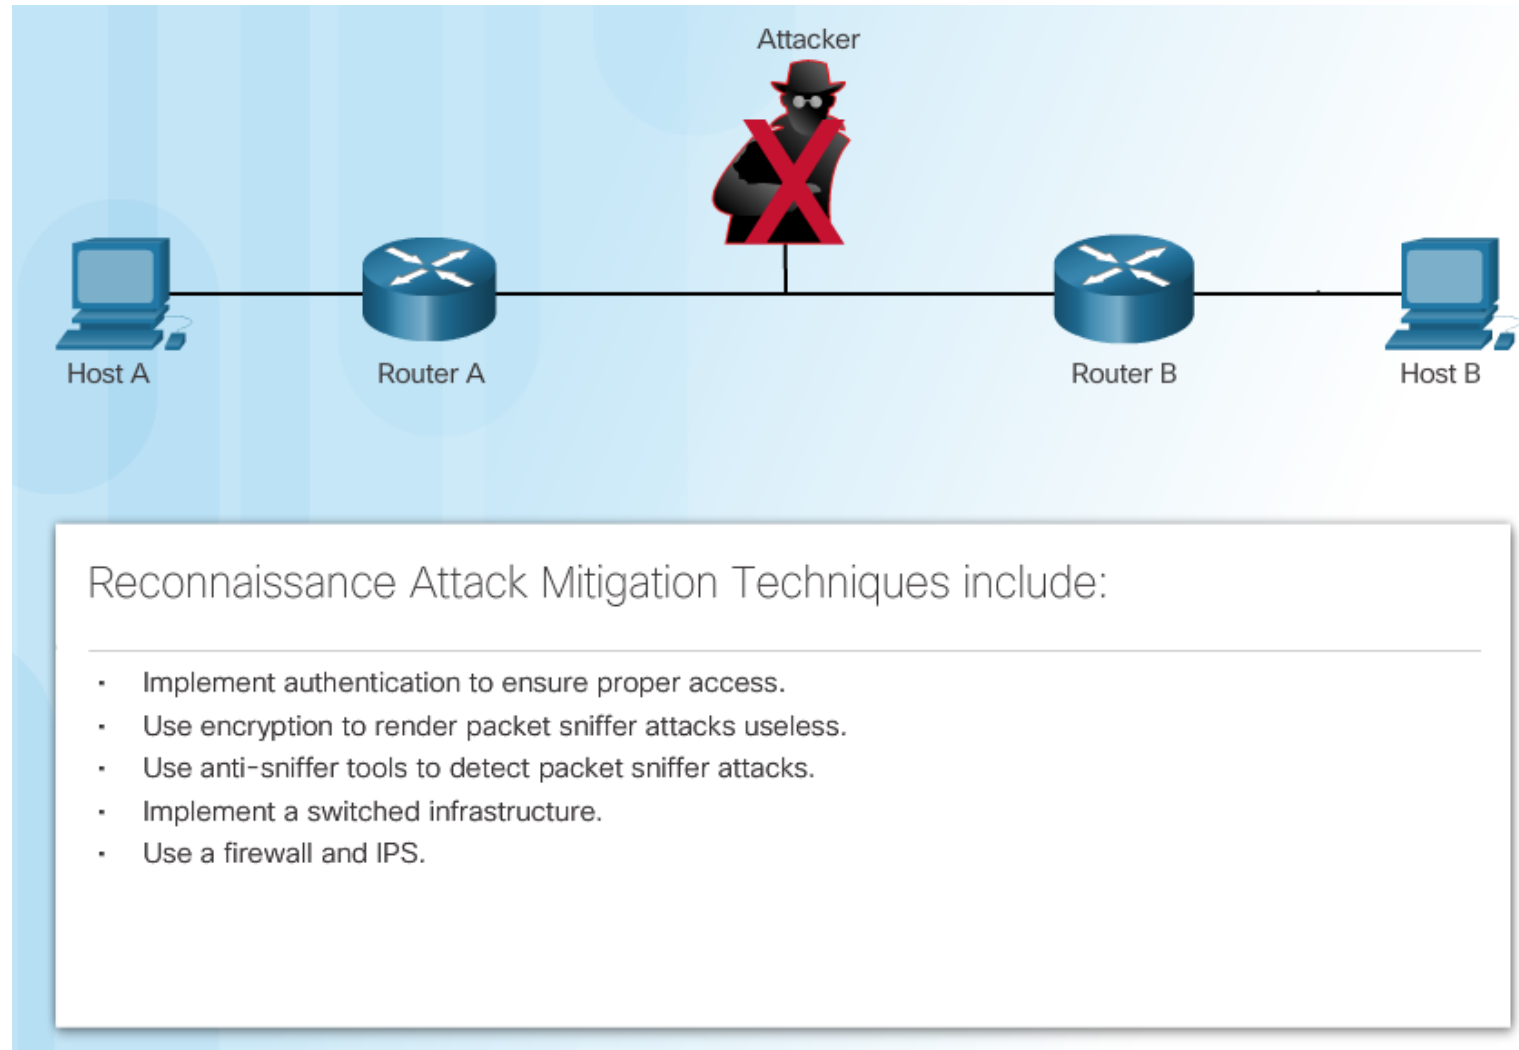 Attacker
Host A
Router A
Router B
Host B
Reconnaissance Attack Mitigation Techniques include:
· Implement authentication to ensure proper access.
· Use encryption to render packet sniffer attacks useless.
· Use anti-sniffer tools to detect packet sniffer attacks.
· Implement a switched infrastructure.
· Use a firewall and IPS.